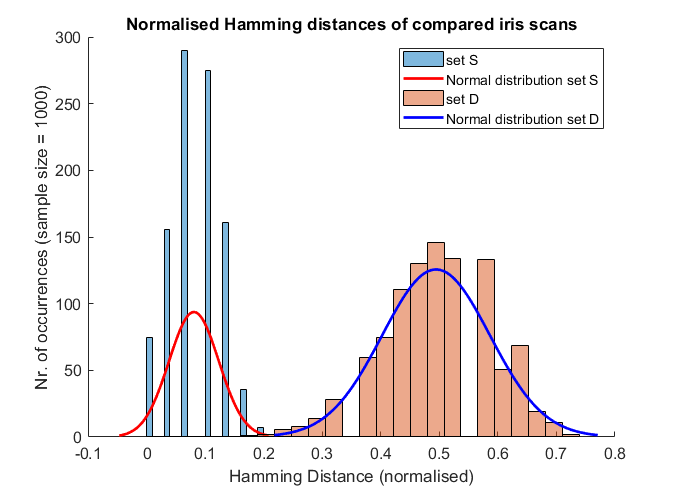 Normalised Hamming distances of compared iris scans
300
250
200
150
100
50
0
Nr. of occurrences (sample size = 1000)
set S
Normal distribution set S
set D
Normal distribution set D
-0.1 0 0.1 0.2 0.3 0.4 0.5 0.6 0.7 0.8
Hamming Distance (normalised)